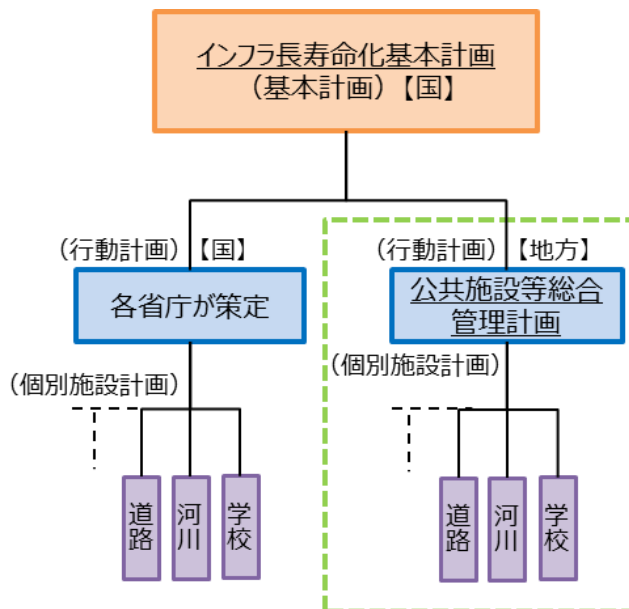 インフラ長寿命化基本計画
（基本計画）【国】
（行動計画）【国】
各省庁が策定
（個別施設計画）
道路
河川
学校
（行動計画）【地方】
公共施設等総合
管理計画
（個別施設計画）
道路
河川
学校